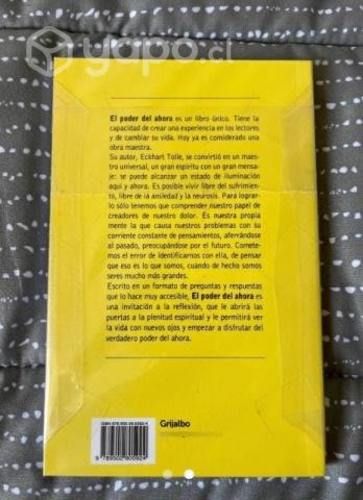 yapo.cl
El poder del ahora es un libro único. Tiene la
capacidad de crear una experiencia en los lectores
y de cambiar su vida. Hoy ya es considerado una
obra maestra.
Su autor, Eckhart Tolle, se convirtió en un maes-
tro universal, un gran espíritu con un gran mensa-
je: se puede alcanzar un estado de iluminación
aquí y ahora. Es posible vivir libre del sufrimien-
to, libre de la ansiedad y la neurosis. Para lograr-
lo sólo tenemos que comprender nuestro papel de
creadores de nuestro dolor. Es nuestra propia
mente la que causa nuestros problemas con su
corriente constante de pensamientos, aferrándose
al pasado, preocupándose por el futuro. Comete-
mos el error de identificarnos con ella, de pensar
que eso es lo que somos, cuando de hecho somos
seres mucho más grandes.
Escrito en un formato de preguntas y respuestas
que lo hace muy accesible, El poder del ahora es
una invitación a la reflexión, que le abrirá las
puertas a la plenitud espiritual y le permitirá ver
la vida con nuevos ojos y empezar a disfrutar del
verdadero poder del ahora.
Grijalbo